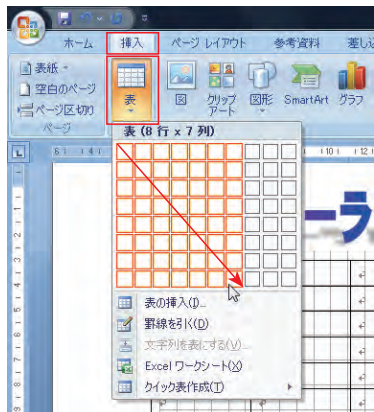 ホーム 挿入 ページ レイアウト 参考資料 差し込
表紙
空白のページ
ページ区切り
ページ
表
図
クリップ
アート
図形
SmartArt
グラフ
表 (8 行 x 7 列)
ーラ
表の挿入(I)...
罫線を引く(D)
文字列を表にする(V)...
Excel ワークシート(X)
クイック表作成(T)